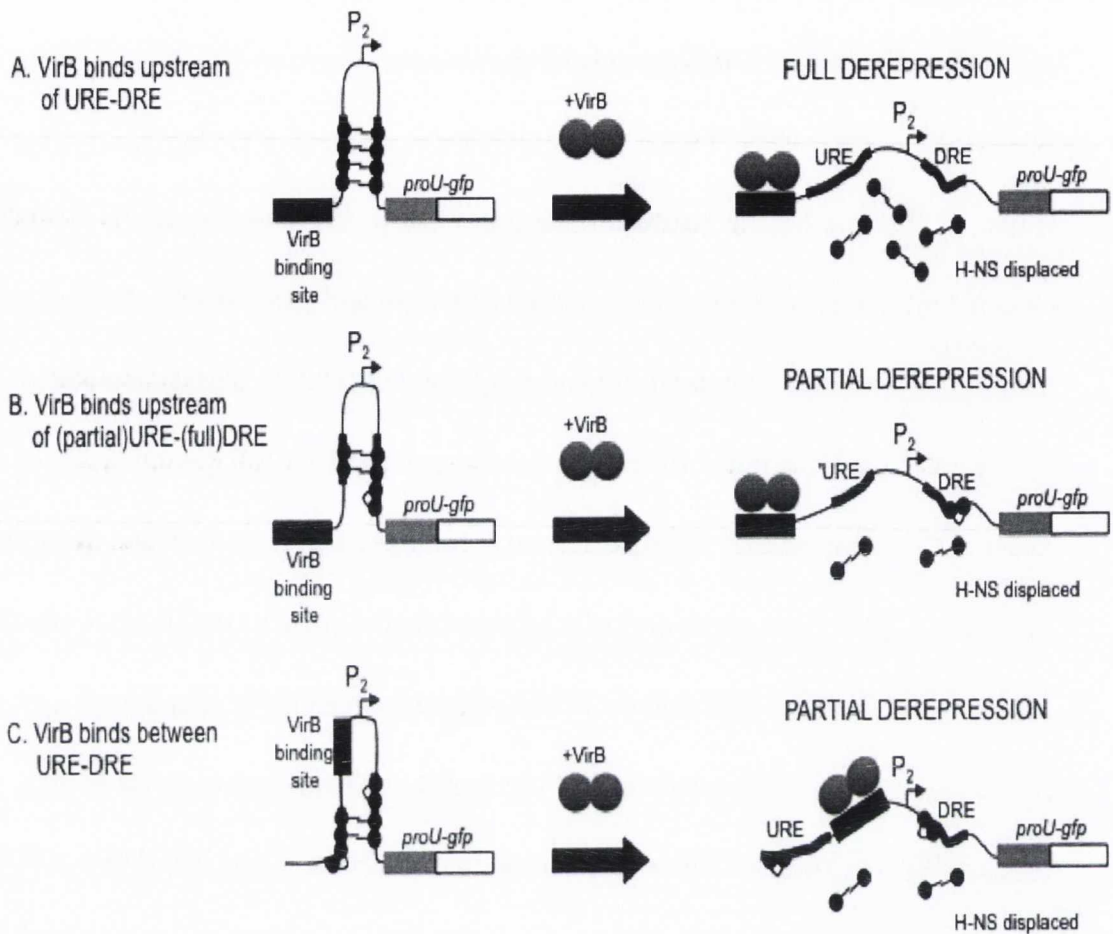 A. VirB binds upstream
of URE-DRE
P2
VirB
binding
site
proU-gfp
+VirB
FULL DEREPRESSION
P2
URE
DRE
proU-gfp
H-NS displaced
B. VirB binds upstream
of (partial)URE-(full)DRE
P2
VirB
binding
site
proU-gfp
+VirB
PARTIAL DEREPRESSION
P2
'URE
DRE
proU-gfp
H-NS displaced
C. VirB binds between
URE-DRE
P2
VirB
binding
site
proU-gfp
+VirB
PARTIAL DEREPRESSION
P2
URE
DRE
proU-gfp
H-NS displaced